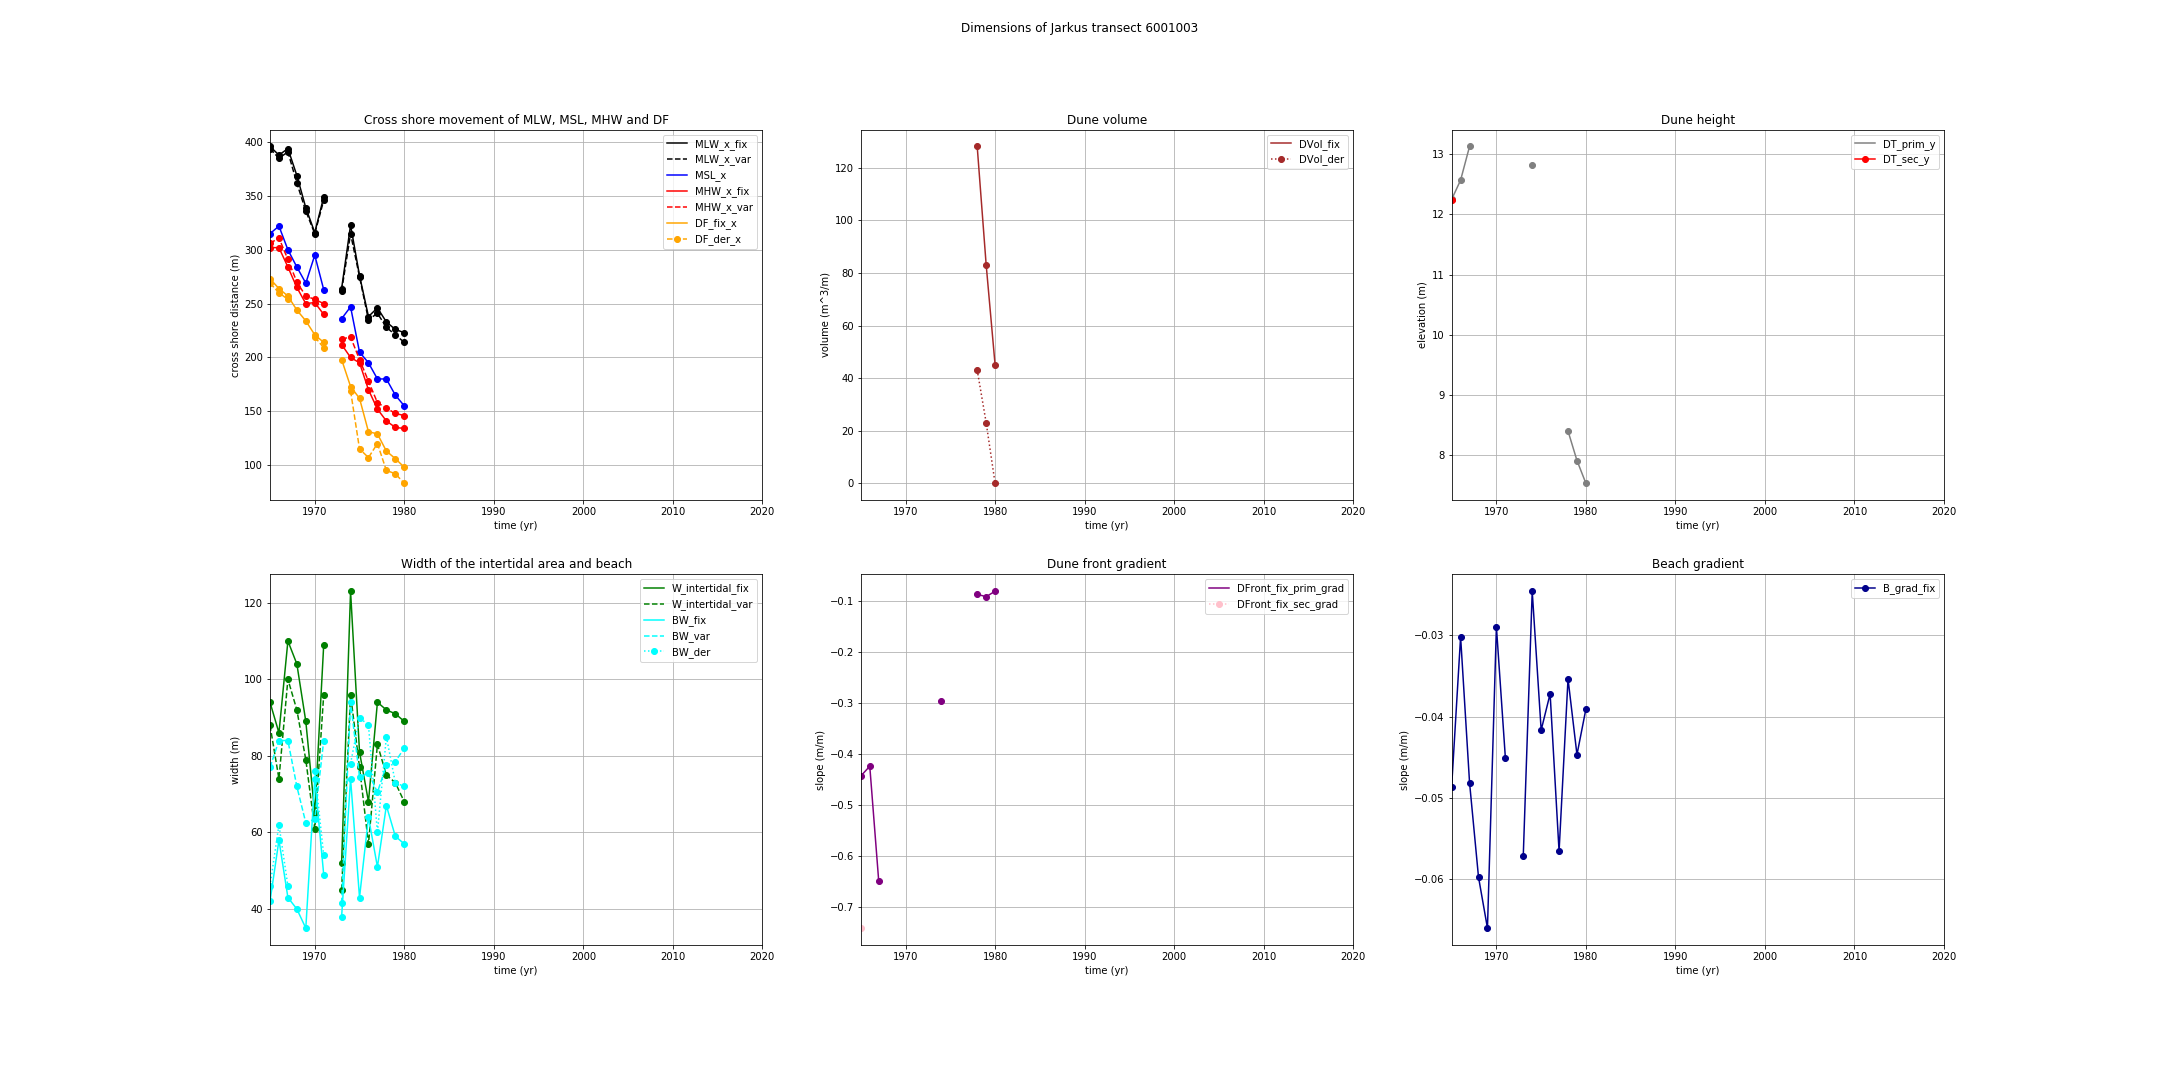 Dimensions of Jarkus transect 6001003
Cross shore movement of MLW, MSL, MHW and DF
400
350
300
250
200
150
100
cross shore distance (m)
MLW_x_fix
MLW_x_var
MSL_x
MHW_x_fix
MHW_x_var
DF_fix_x
DF_der_x
1970 1980 1990 2000 2010 2020
time (yr)
Dune volume
120
100
80
60
40
20
0
volume (m^3/m)
DVol_fix
DVol_der
1970 1980 1990 2000 2010 2020
time (yr)
Dune height
13
12
11
10
9
8
elevation (m)
DT_prim_y
DT_sec_y
1970 1980 1990 2000 2010 2020
time (yr)
Width of the intertidal area and beach
120
100
80
60
40
width (m)
W_intertidal_fix
W_intertidal_var
BW_fix
BW_var
BW_der
1970 1980 1990 2000 2010 2020
time (yr)
Dune front gradient
−0.1
−0.2
−0.3
−0.4
−0.5
−0.6
−0.7
slope (m/m)
DFront_fix_prim_grad
DFront_fix_sec_grad
1970 1980 1990 2000 2010 2020
time (yr)
Beach gradient
−0.03
−0.04
−0.05
−0.06
slope (m/m)
B_grad_fix
1970 1980 1990 2000 2010 2020
time (yr)